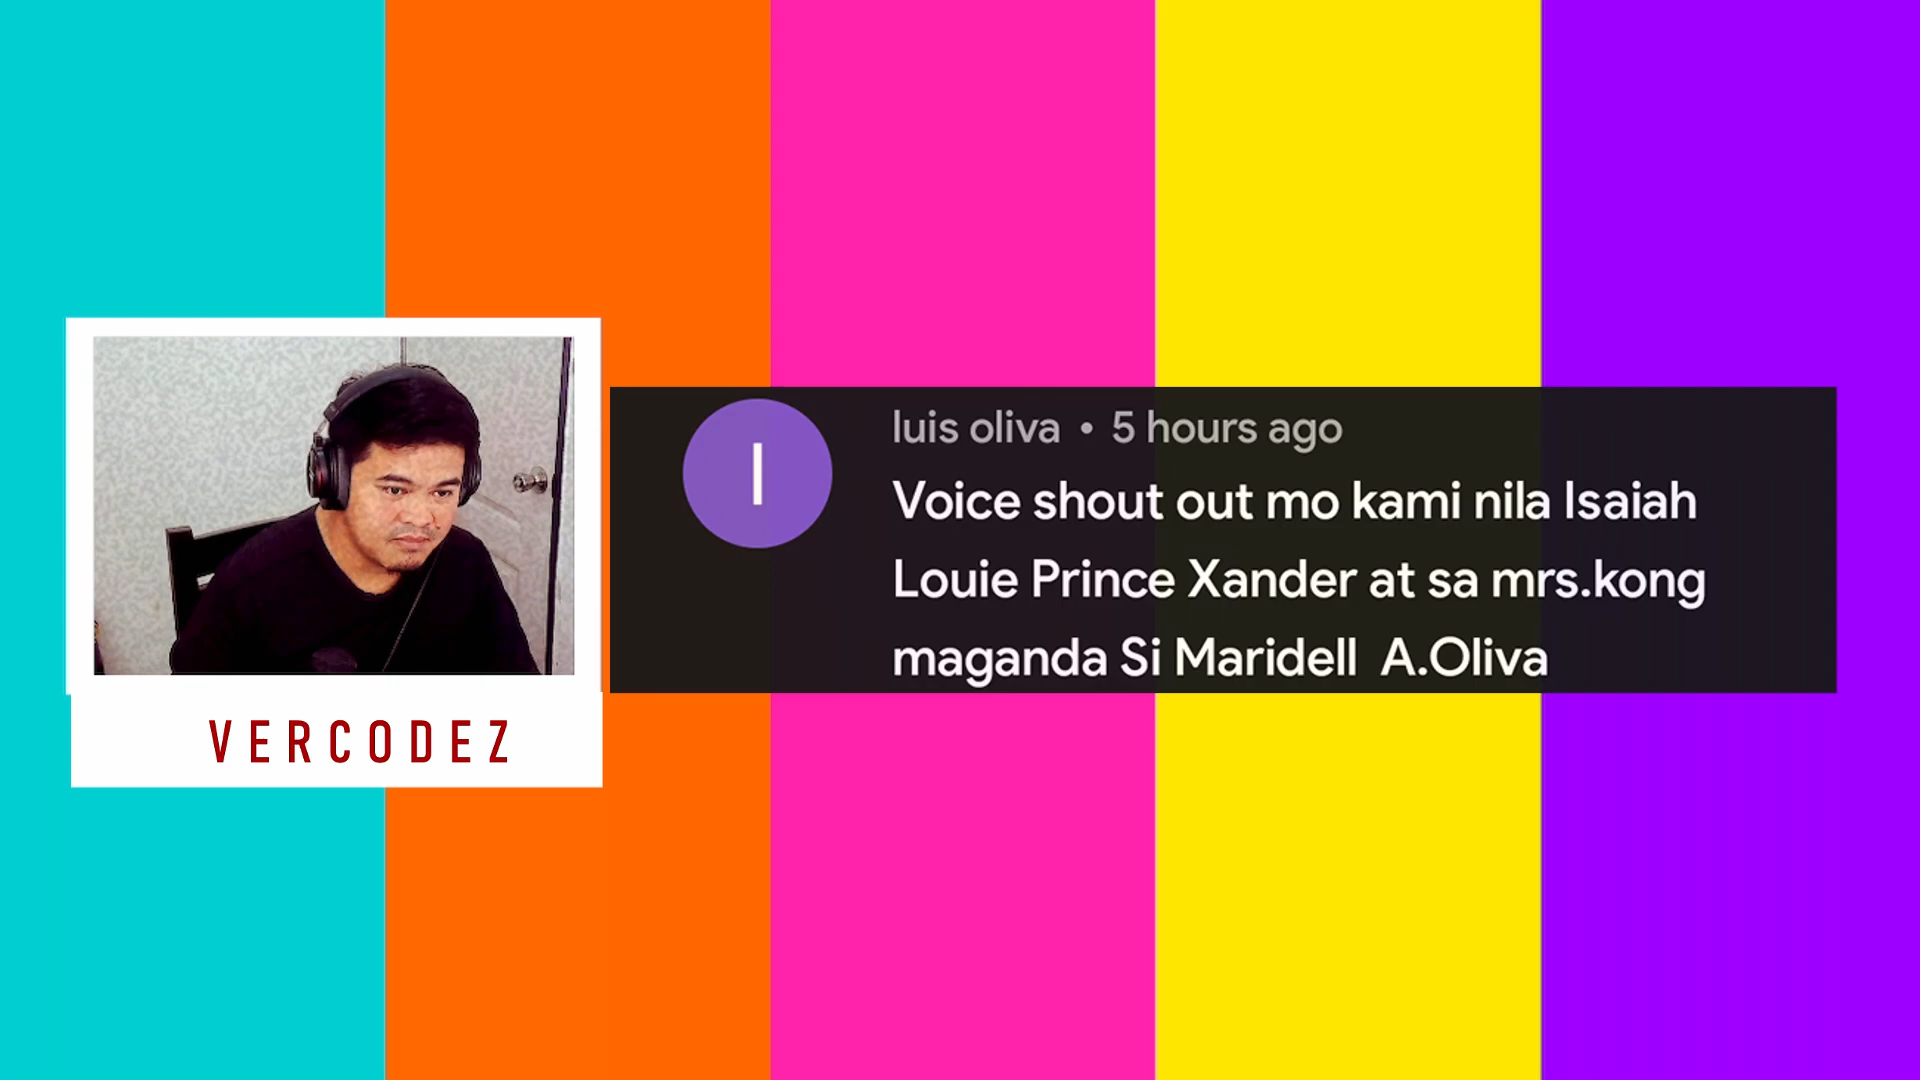 VERCODEZ
l
luis oliva • 5 hours ago
Voice shout out mo kami nila Isaiah
Louie Prince Xander at sa mrs.kong
maganda Si Maridell  A.Oliva